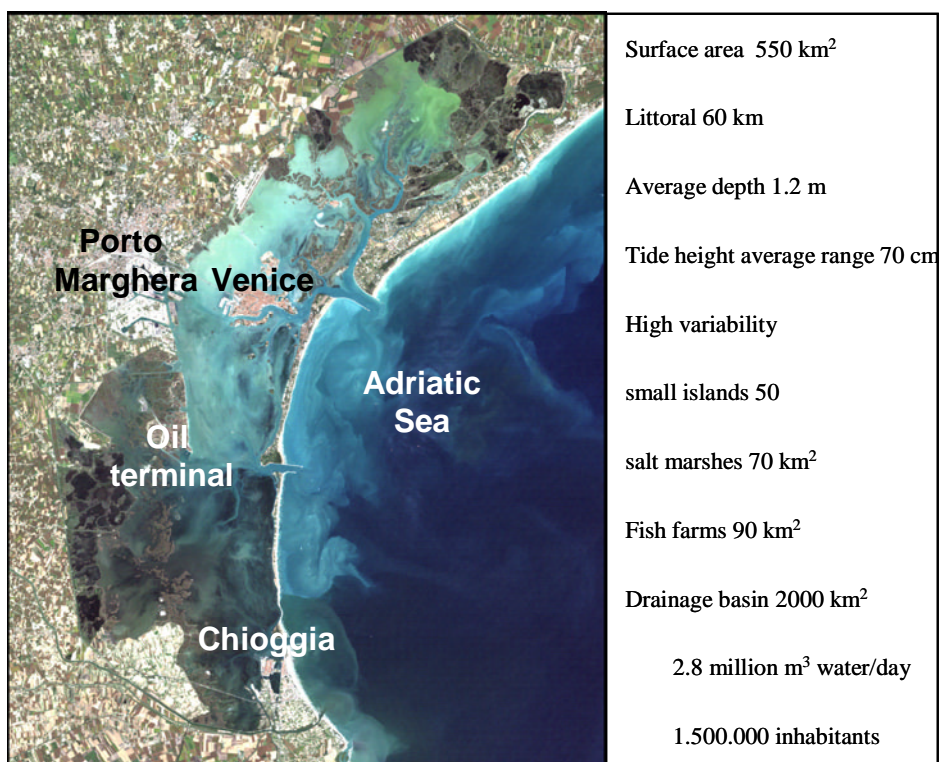 Porto
Marghera Venice
Adriatic
Sea
Oil
terminal
Chioggia
Surface area 550 km²
Littoral 60 km
Average depth 1.2 m
Tide height average range 70 cm
High variability
small islands 50
salt marshes 70 km²
Fish farms 90 km²
Drainage basin 2000 km²
2.8 million m³ water/day
1.500.000 inhabitants